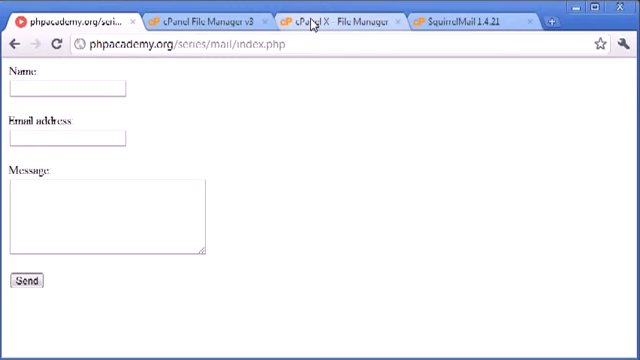 phpacademy.org/seri...
cPanel File Manager v3
cPanel X - File Manager
SquirrelMail 1.4.21
phpacademy.org/series/mail/index.php
Name:
Email address:
Message:
Send